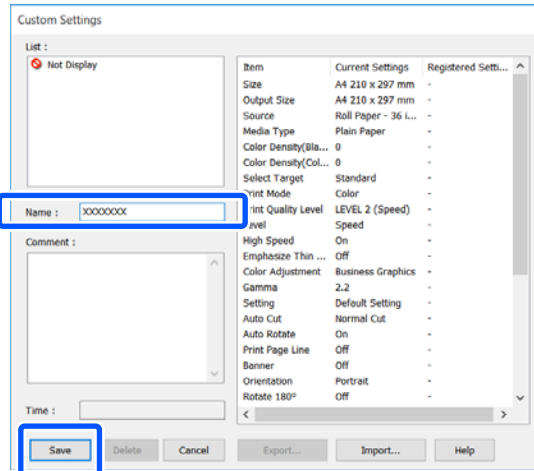 Custom Settings
List :
Not Display
Item Current Settings Registered Setti...
Size A4 210 x 297 mm -
Output Size A4 210 x 297 mm -
Source Roll Paper - 36 i... -
Media Type Plain Paper -
Color Density(Bla... 0 -
Color Density(Col... 0 -
Select Target Standard -
Print Mode Color -
Name : XXXXXXX
Print Quality Level LEVEL 2 (Speed) -
Level Speed -
Comment :
High Speed On -
Emphasize Thin ... Off -
Color Adjustment Business Graphics -
Gamma 2.2 -
Setting Default Setting -
Auto Cut Normal Cut -
Auto Rotate On -
Print Page Line Off -
Banner Off -
Orientation Portrait -
Rotate 180° Off -
Time :
Save Delete Cancel Export... Import... Help